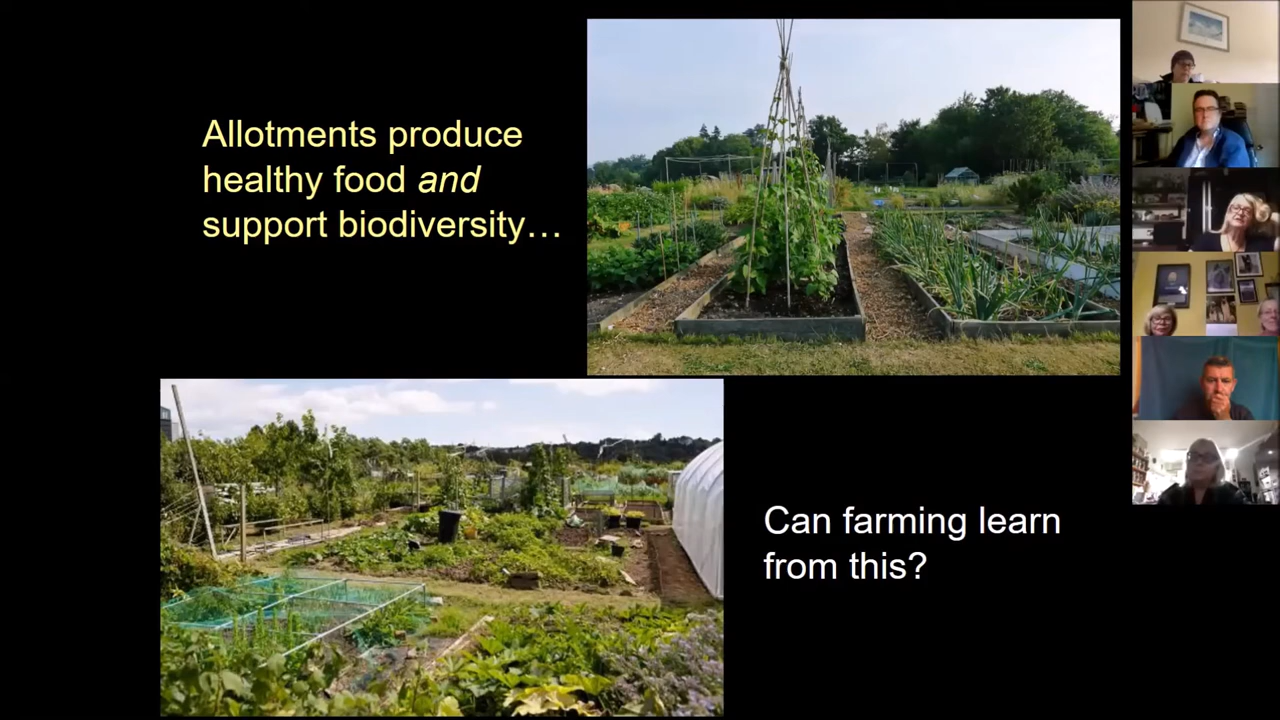 Allotments produce
healthy food and
support biodiversity…
Can farming learn
from this?